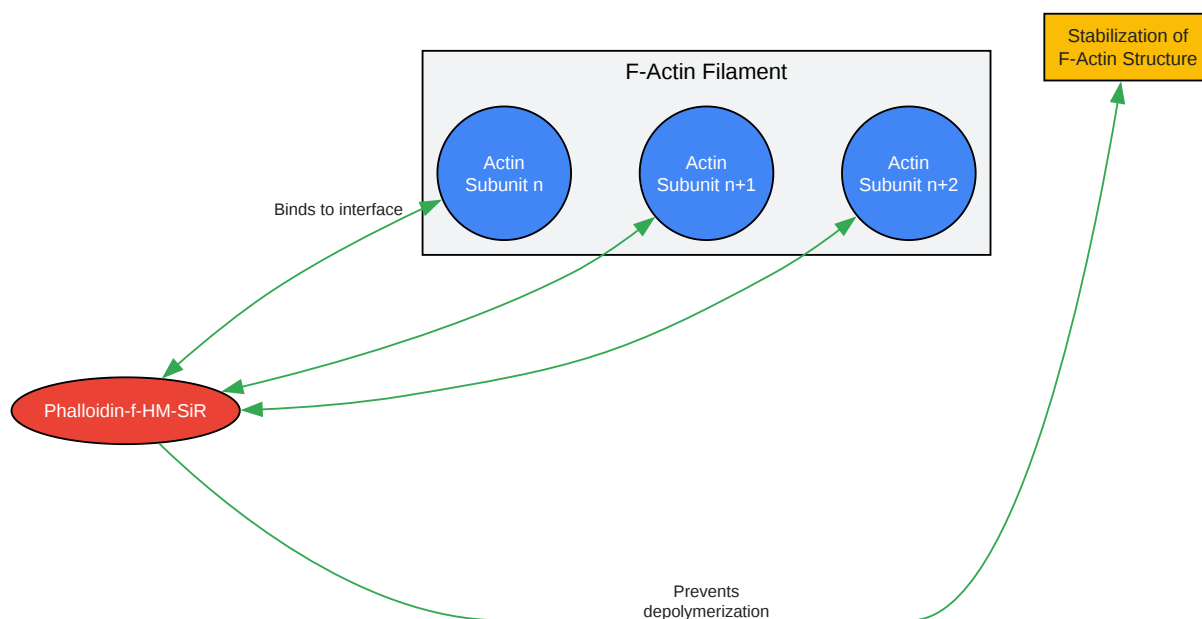 Stabilization of
F-Actin Structure
F-Actin Filament
Actin
Subunit n
Actin
Subunit n+1
Actin
Subunit n+2
Binds to interface
Phalloidin-f-HM-SiR
Prevents
depolymerization